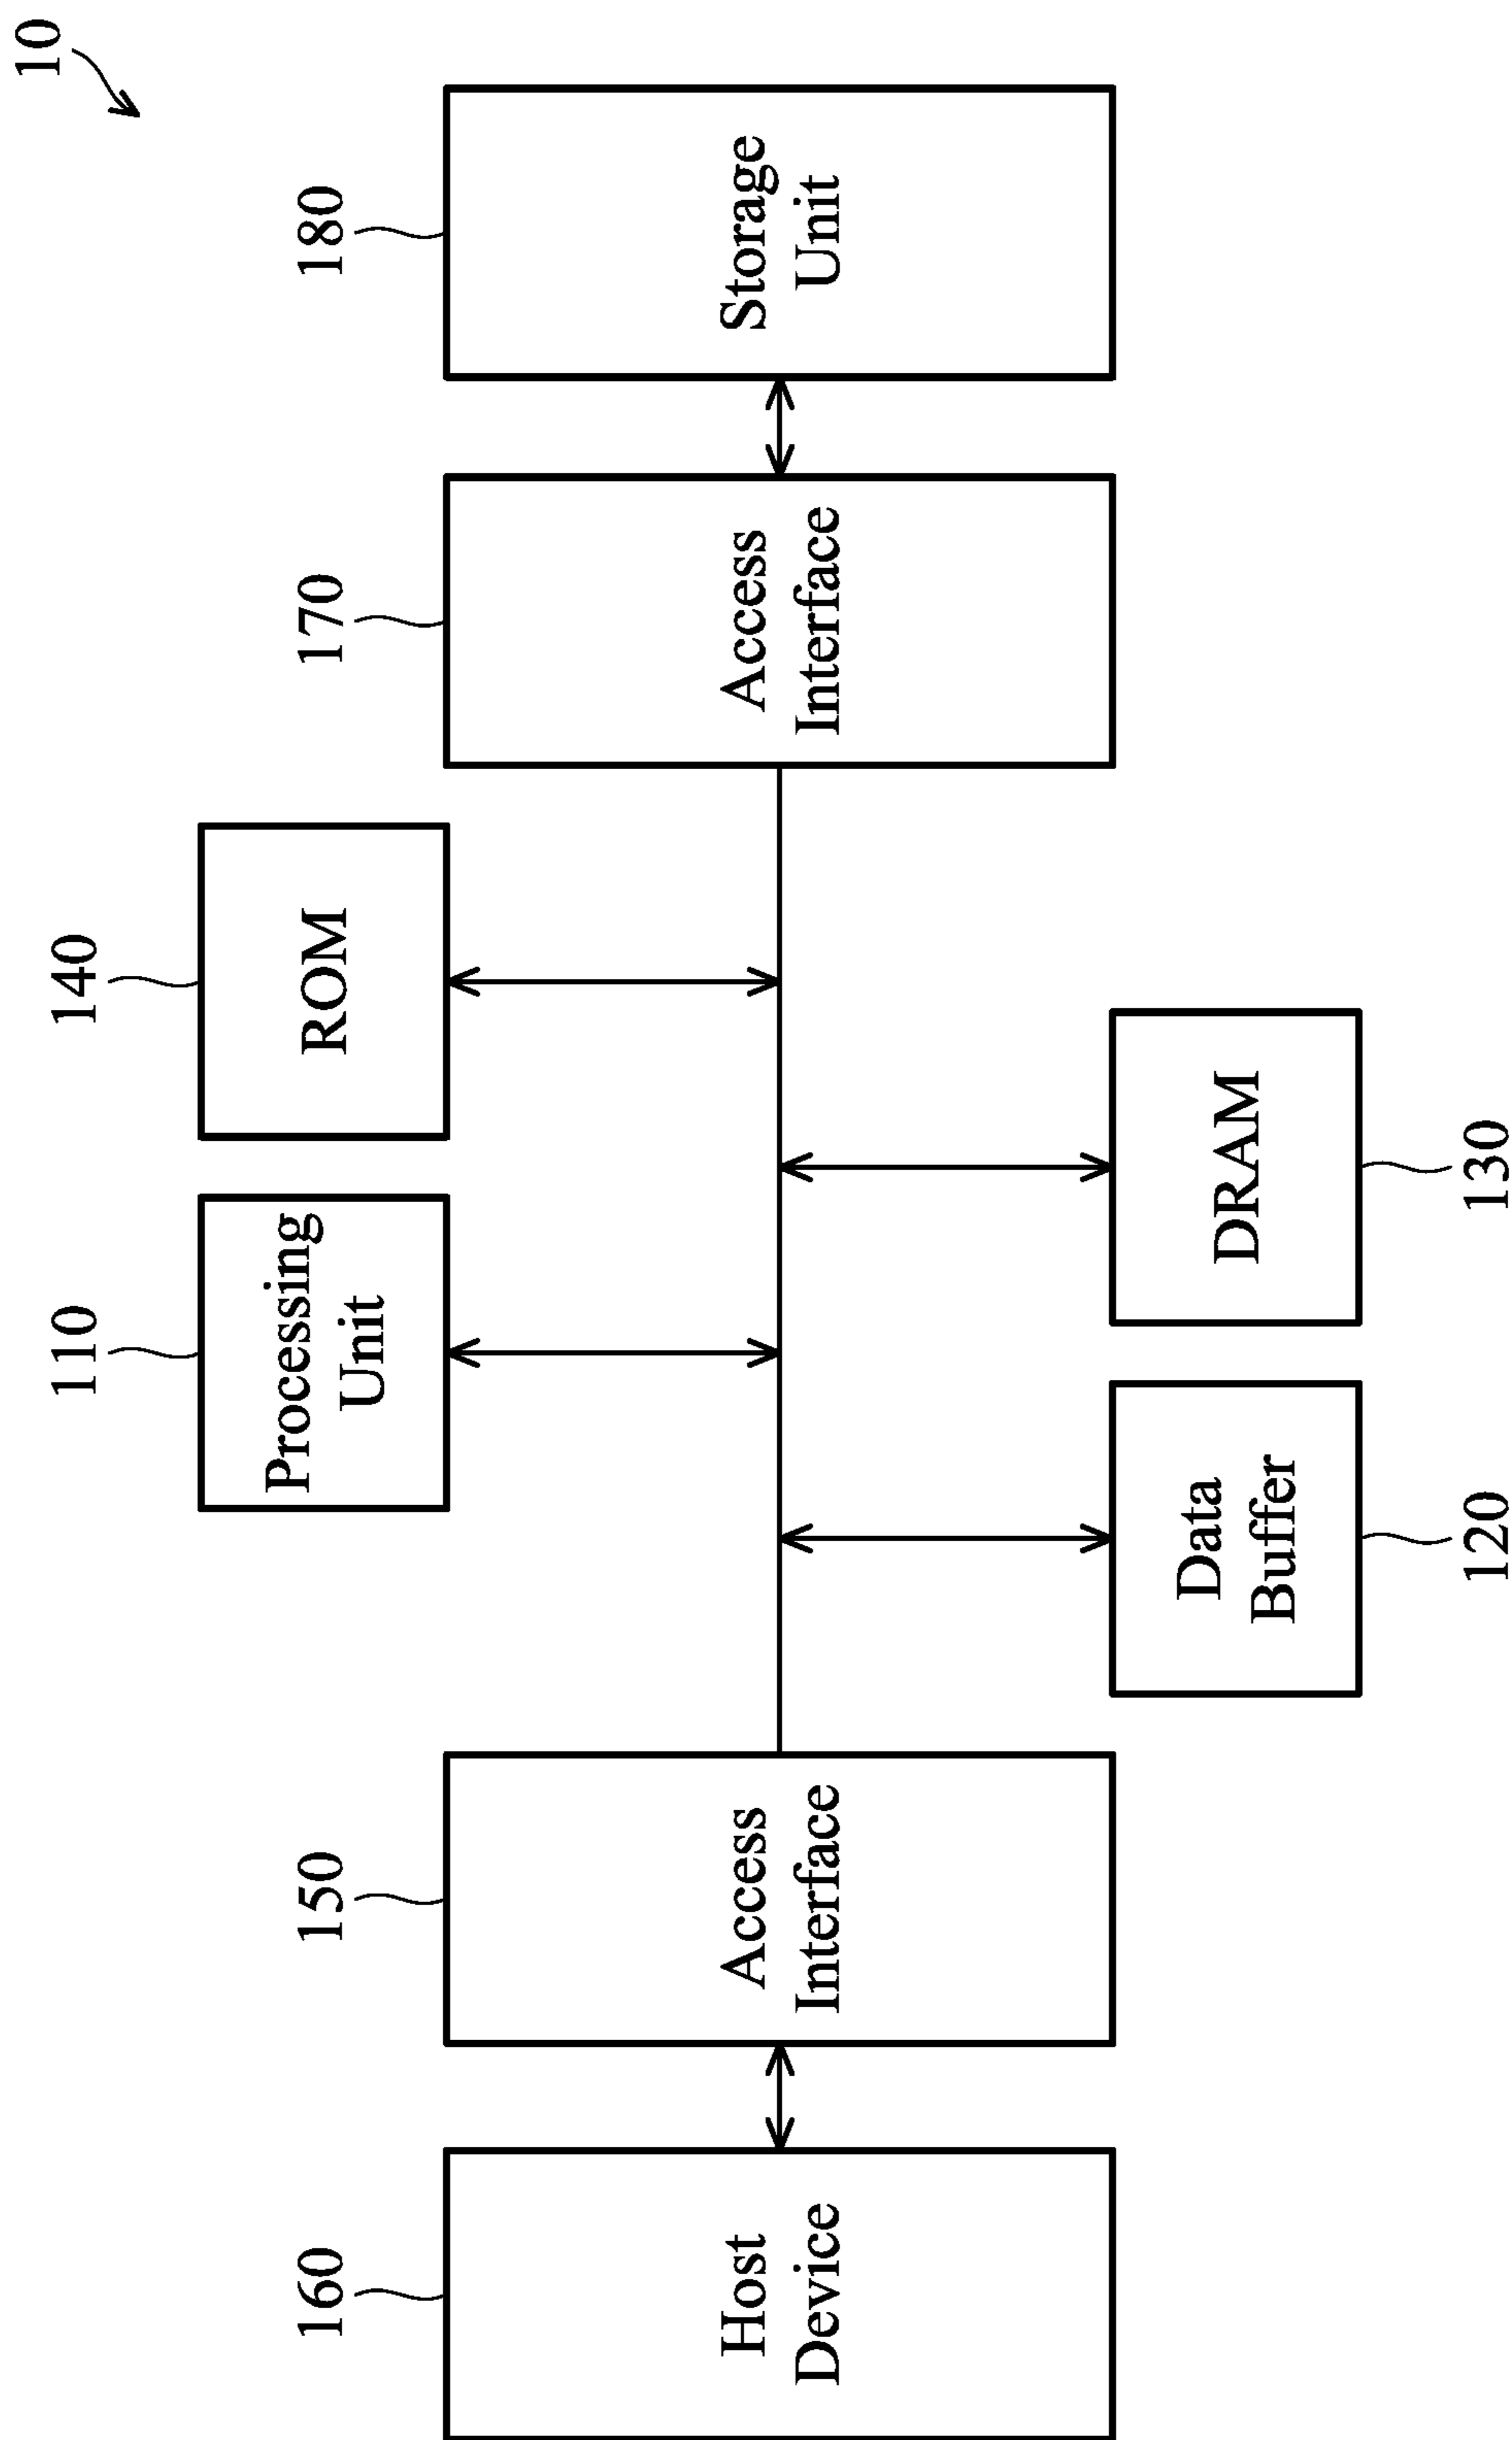 10
140
110
ROM
Processing
Unit
160
150
170
180
Host
Device
Access
Interface
Access
Interface
Storage
Unit
Data
Buffer
DRAM
120
130